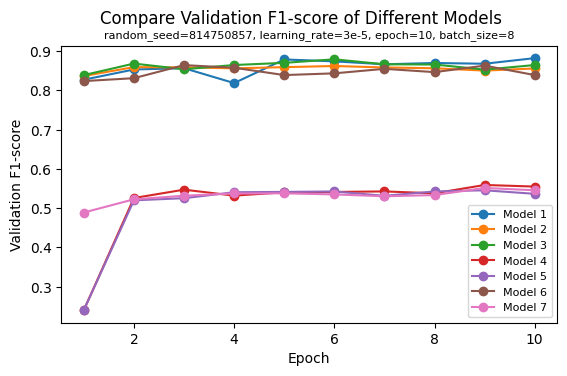 Compare Validation F1-score of Different Models
random_seed=814750857, learning_rate=3e-5, epoch=10, batch_size=8
Validation F1-score
0.9
0.8
0.7
0.6
0.5
0.4
0.3
2
4
6
8
10
Epoch
Model 1
Model 2
Model 3
Model 4
Model 5
Model 6
Model 7